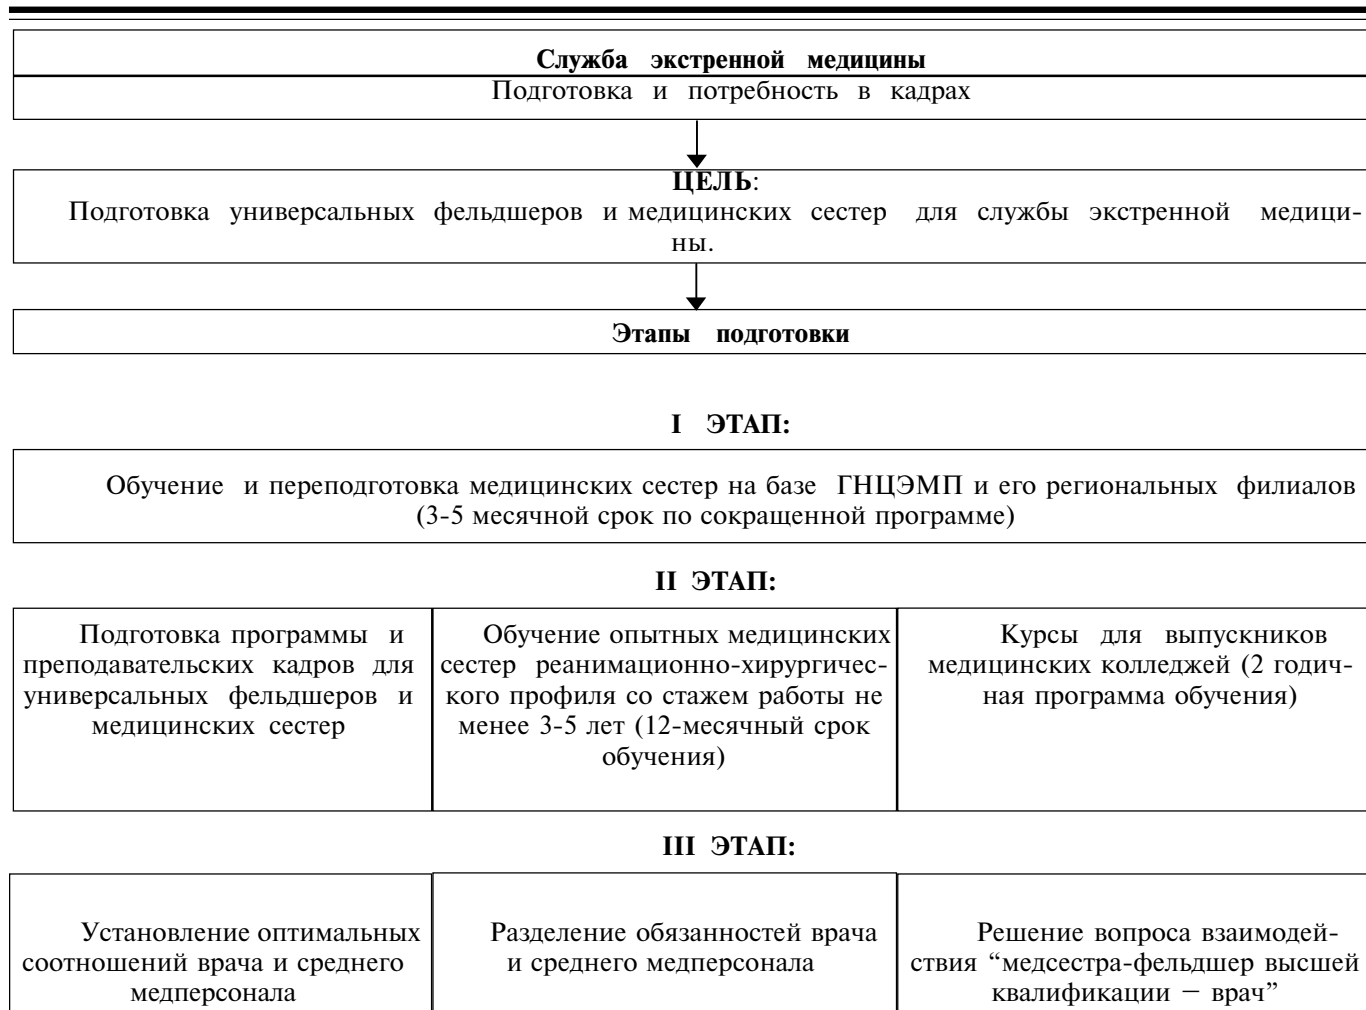 Служба экстренной медицины
Подготовка и потребность в кадрах
ЦЕЛЬ:
Подготовка универсальных фельдшеров и медицинских сестер для службы экстренной медици-
ны.
Этапы подготовки
I ЭТАП:
Обучение и переподготовка медицинских сестер на базе ГНЦЭМП и его региональных филиалов
(3-5 месячной срок по сокращенной программе)
II ЭТАП:
Подготовка программы и
преподавательских кадров для
универсальных фельдшеров и
медицинских сестер
Обучение опытных медицинских
сестер реанимационно-хирургичес-
кого профиля со стажем работы не
менее 3-5 лет (12-месячный срок
обучения)
Курсы для выпускников
медицинских колледжей (2 годич-
ная программа обучения)
III ЭТАП:
Установление оптимальных
соотношений врача и среднего
медперсонала
Разделение обязанностей врача
и среднего медперсонала
Решение вопроса взаимодей-
ствия “медсестра-фельдшер высшей
квалификации — врач”